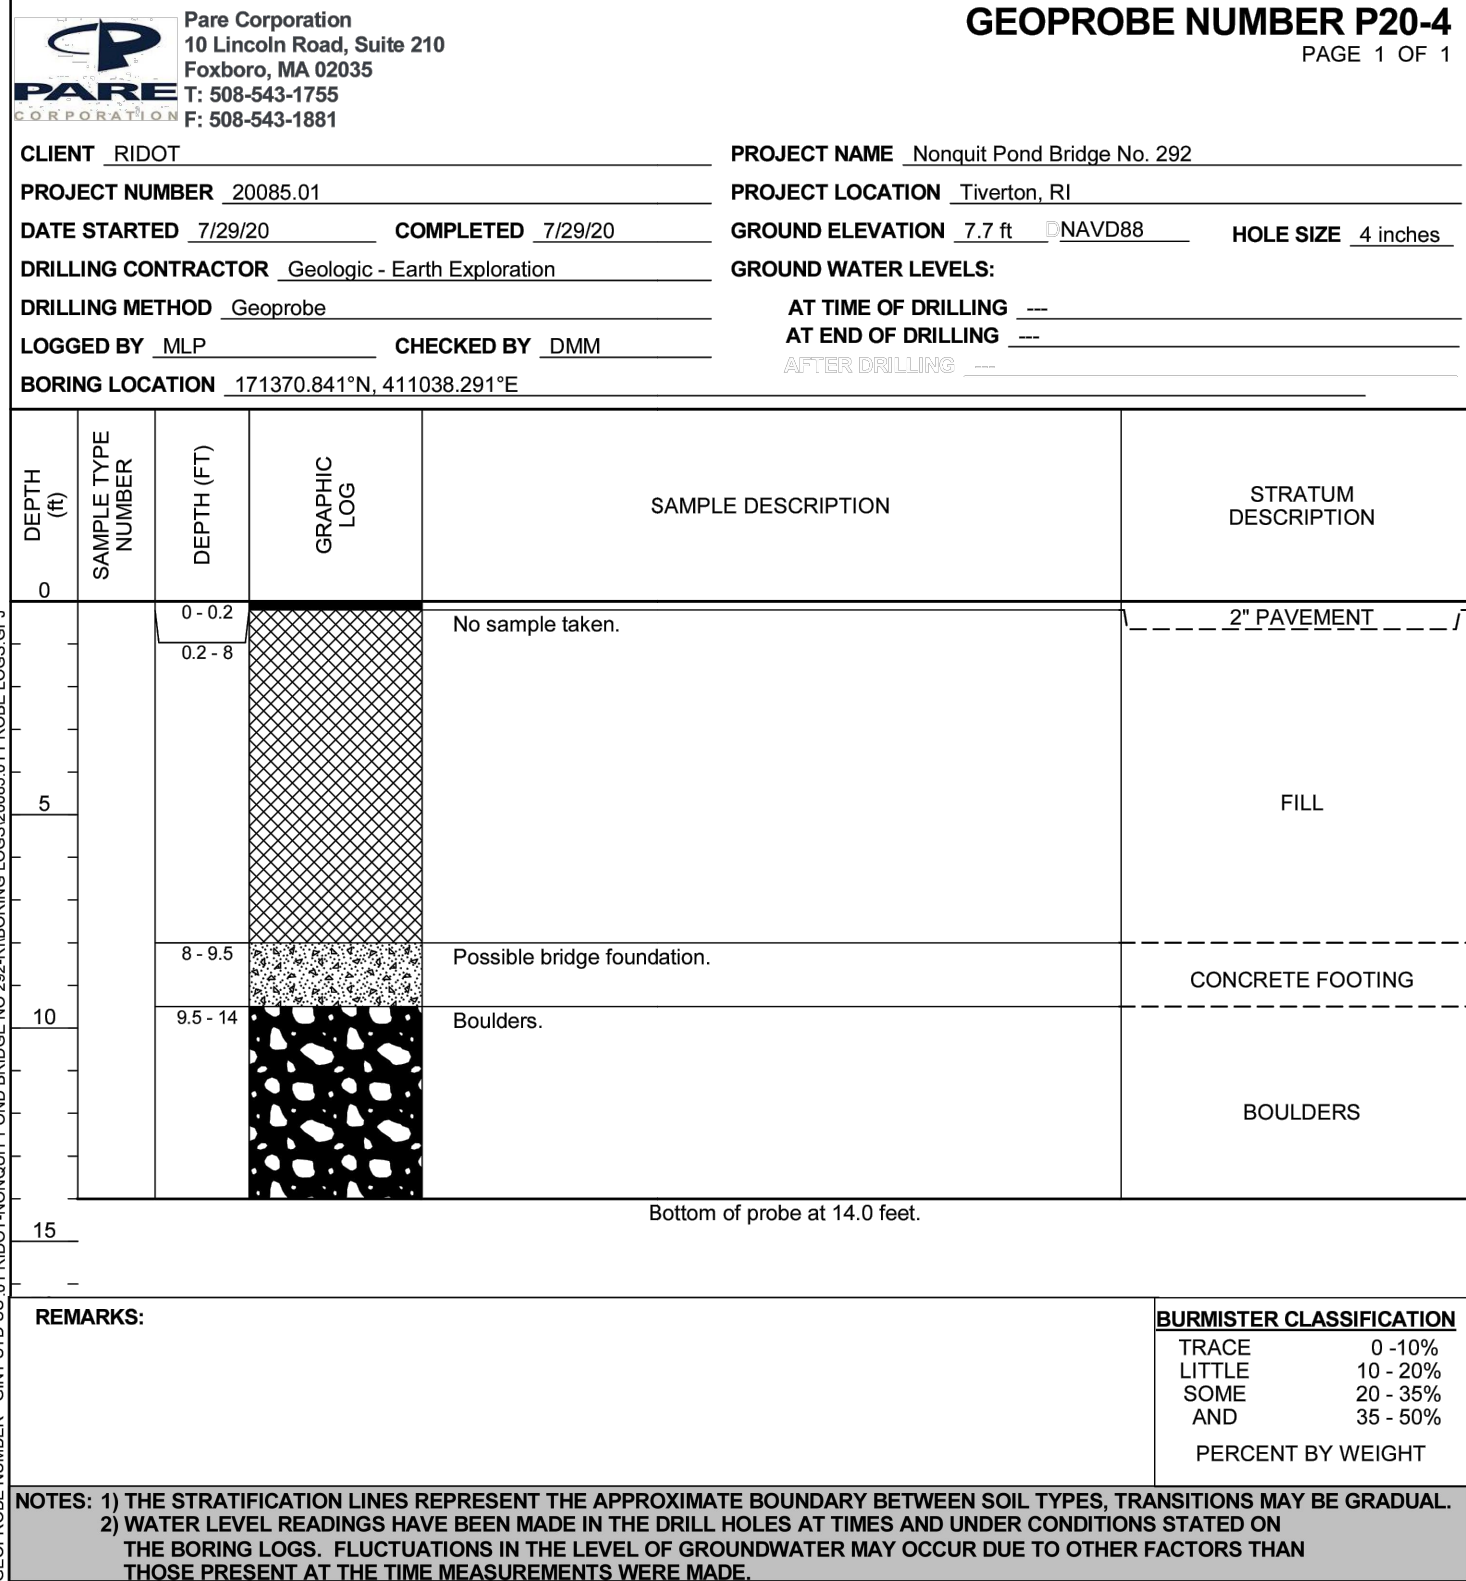 GEOPROBE NUMBER P20-4
PAGE 1 OF 1
PARE
CORPORATION
Pare Corporation
10 Lincoln Road, Suite 210
Foxboro, MA 02035
T: 508-543-1755
F: 508-543-1881
CLIENT RIDOT
PROJECT NAME Nonquit Pond Bridge No. 292
PROJECT NUMBER 20085.01
PROJECT LOCATION Tiverton, RI
DATE STARTED 7/29/20 COMPLETED 7/29/20
GROUND ELEVATION 7.7 ft DNAVD88 HOLE SIZE 4 inches
DRILLING CONTRACTOR Geologic - Earth Exploration
GROUND WATER LEVELS:
DRILLING METHOD Geoprobe
AT TIME OF DRILLING ---
LOGGED BY MLP CHECKED BY DMM
AT END OF DRILLING ---
AFTER DRILLING ---
BORING LOCATION 171370.841°N, 411038.291°E
DEPTH
(ft)
SAMPLE TYPE
NUMBER
DEPTH (FT)
GRAPHIC
LOG
SAMPLE DESCRIPTION
STRATUM
DESCRIPTION
0
0 - 0.2
2" PAVEMENT
No sample taken.
0.2 - 8
5
FILL
8 - 9.5
Possible bridge foundation.
CONCRETE FOOTING
10
9.5 - 14
Boulders.
BOULDERS
Bottom of probe at 14.0 feet.
15
REMARKS:
BURMISTER CLASSIFICATION
TRACE 0 -10%
LITTLE 10 - 20%
SOME 20 - 35%
AND 35 - 50%
PERCENT BY WEIGHT
NOTES: 1) THE STRATIFICATION LINES REPRESENT THE APPROXIMATE BOUNDARY BETWEEN SOIL TYPES, TRANSITIONS MAY BE GRADUAL.
2) WATER LEVEL READINGS HAVE BEEN MADE IN THE DRILL HOLES AT TIMES AND UNDER CONDITIONS STATED ON
THE BORING LOGS. FLUCTUATIONS IN THE LEVEL OF GROUNDWATER MAY OCCUR DUE TO OTHER FACTORS THAN
THOSE PRESENT AT THE TIME MEASUREMENTS WERE MADE.